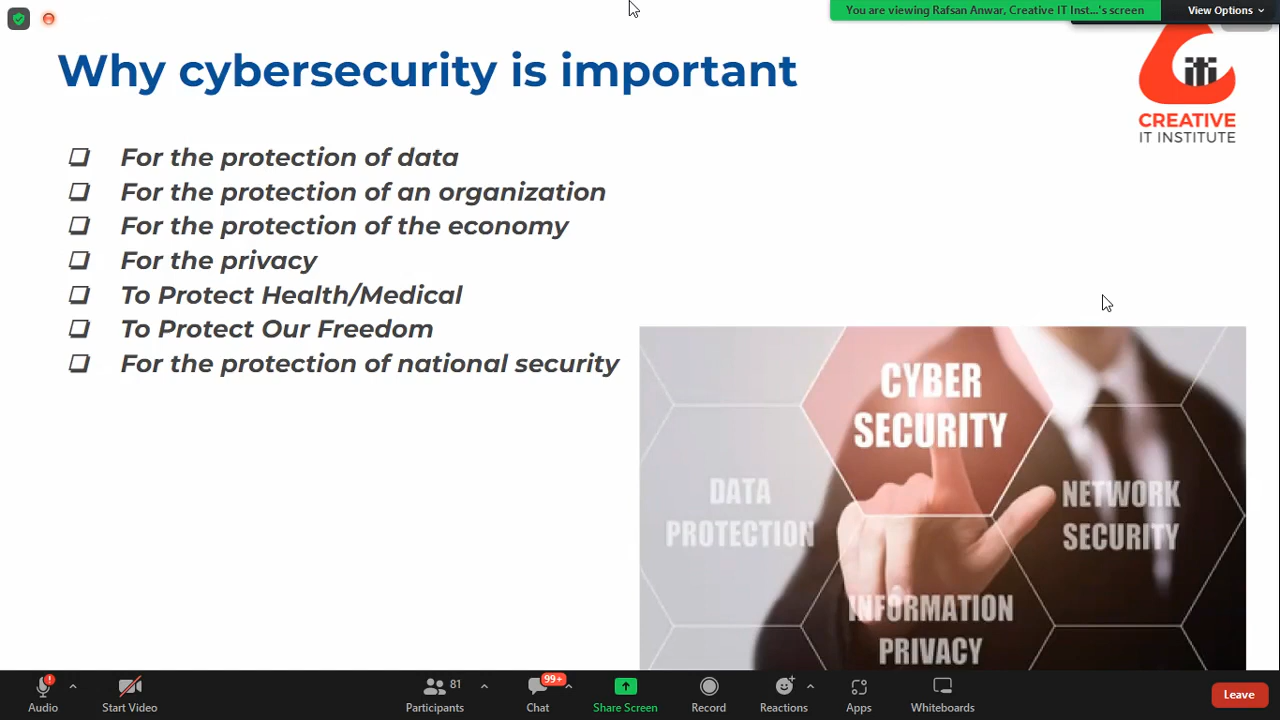 You are viewing Rafsan Anwar, Creative IT Inst...'s screen
View Options
Why cybersecurity is important
CREATIVE
IT INSTITUTE
For the protection of data
For the protection of an organization
For the protection of the economy
For the privacy
To Protect Health/Medical
To Protect Our Freedom
For the protection of national security
CYBER
SECURITY
DATA
PROTECTION
NETWORK
SECURITY
INFORMATION
PRIVACY
81
99+
Audio
Start Video
Participants
Chat
Share Screen
Record
Reactions
Apps
Whiteboards
Leave